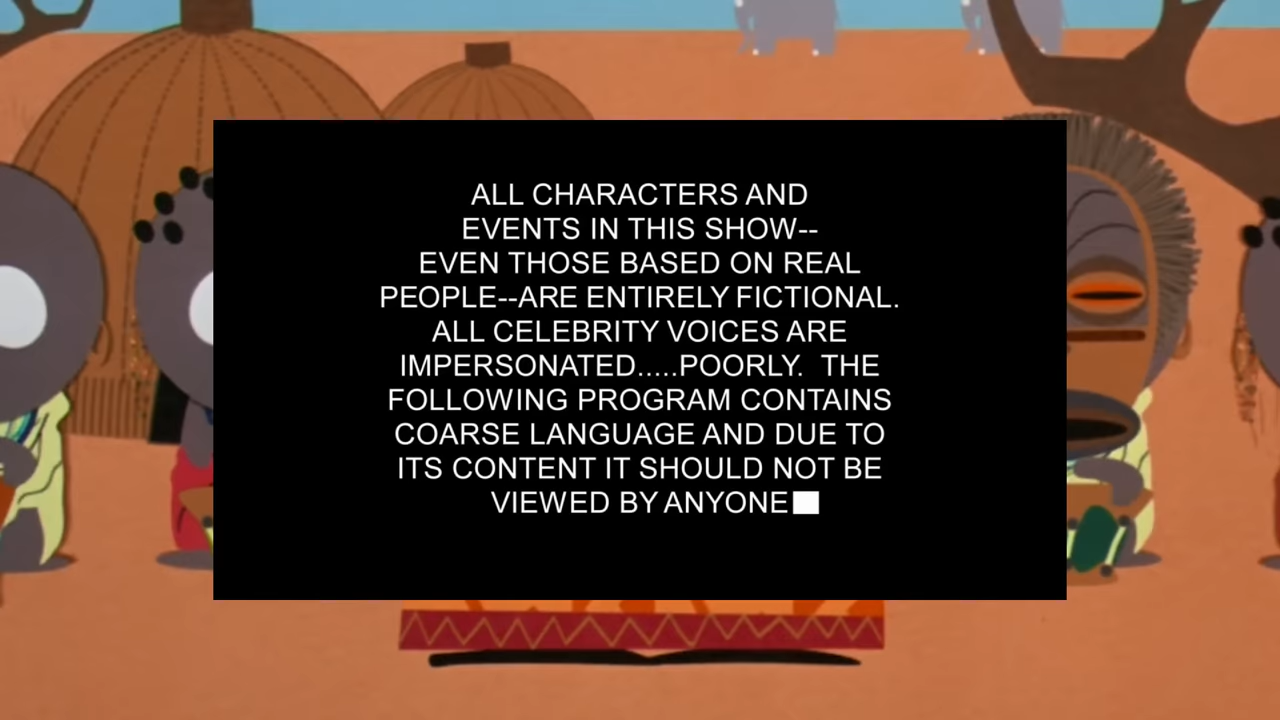 ALL CHARACTERS AND
EVENTS IN THIS SHOW--
EVEN THOSE BASED ON REAL
PEOPLE--ARE ENTIRELY FICTIONAL.
ALL CELEBRITY VOICES ARE
IMPERSONATED.....POORLY.  THE
FOLLOWING PROGRAM CONTAINS
COARSE LANGUAGE AND DUE TO
ITS CONTENT IT SHOULD NOT BE
VIEWED BY ANYONE